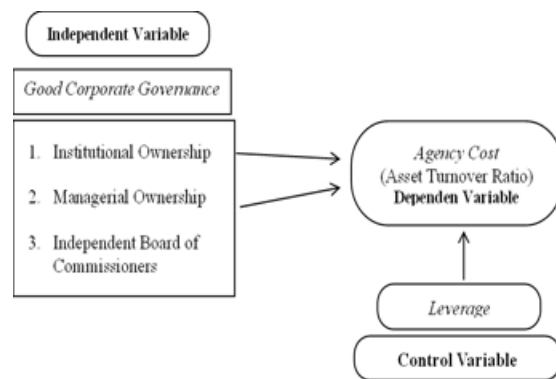 Independent Variable
Good Corporate Governance
1. Institutional Ownership
2. Managerial Ownership
3. Independent Board of
Commissioners
Agency Cost
(Asset Turnover Ratio)
Dependen Variable
Leverage
Control Variable